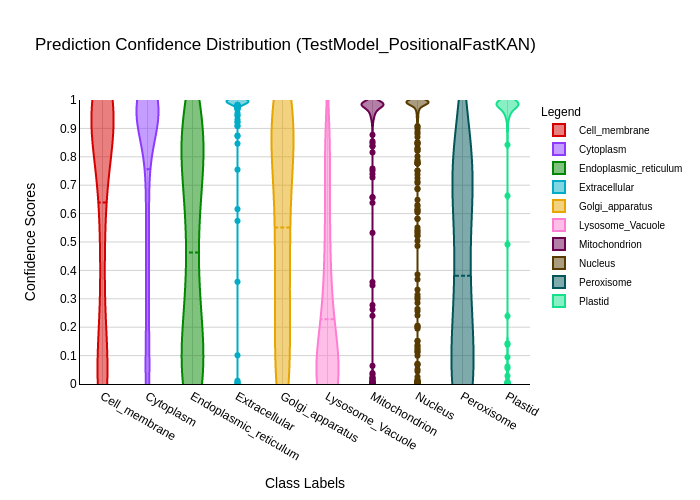 Prediction Confidence Distribution (TestModel_PositionalFastKAN)
Confidence Scores
1
0.9
0.8
0.7
0.6
0.5
0.4
0.3
0.2
0.1
0
Cell_membrane
Cytoplasm
Endoplasmic_reticulum
Extracellular
Golgi_apparatus
Lysosome_Vacuole
Mitochondrion
Nucleus
Peroxisome
Plastid
Class Labels
Legend
Cell_membrane
Cytoplasm
Endoplasmic_reticulum
Extracellular
Golgi_apparatus
Lysosome_Vacuole
Mitochondrion
Nucleus
Peroxisome
Plastid